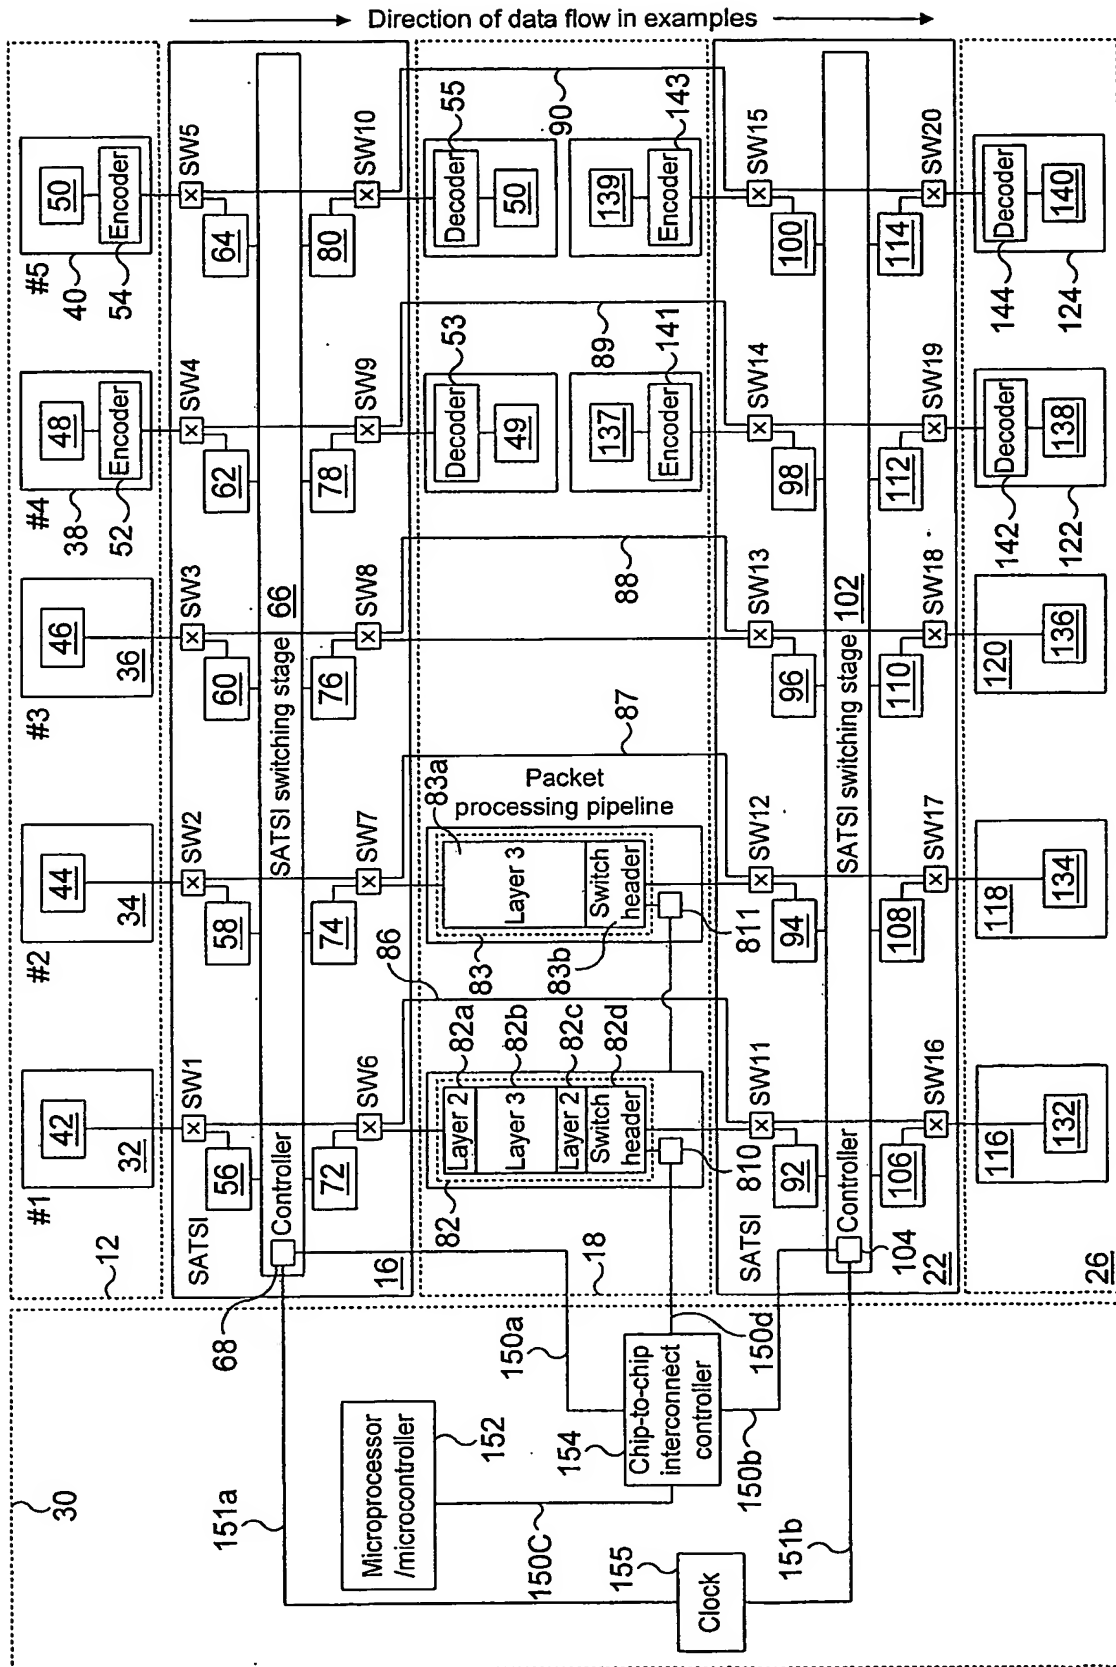 Direction of data flow in examples
#1
#2
#3
#4
#5
12
42
32
44
34
46
36
48
Encoder
38
52
50
Encoder
40
54
SATSI
SW1
SW2
SW3
SW4
SW5
56
58
60
62
64
Controller
SATSI switching stage 66
68
72
74
76
78
80
SW6
SW7
SW8
SW9
SW10
16
86
87
88
89
90
Packet
processing pipeline
Layer 2
Layer 3
Layer 2
Switch
header
82
82a
82b
82c
82d
810
Layer 3
Switch
header
83
83a
83b
811
Decoder
49
53
Decoder
50
55
137
Encoder
141
139
Encoder
143
18
SATSI
SW11
SW12
SW13
SW14
SW15
92
94
96
98
100
Controller
SATSI switching stage 102
104
106
108
110
112
114
SW16
SW17
SW18
SW19
SW20
22
116
132
118
134
120
136
Decoder
138
142
122
Decoder
140
144
124
26
30
151a
Microprocessor
/microcontroller
152
150a
150C
154
Chip-to-chip
interconnect
controller
150d
150b
155
Clock
151b